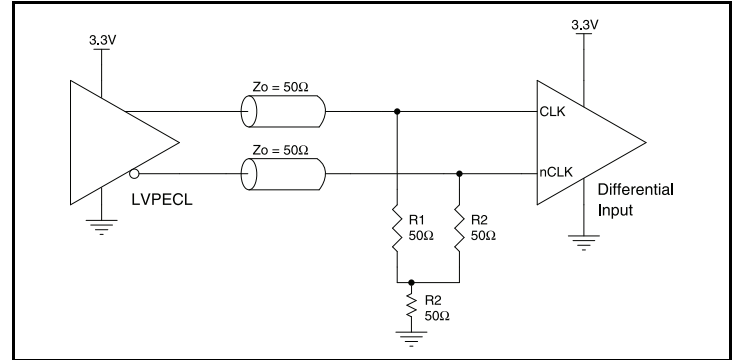 3.3V
3.3V
Zo = 50Ω
CLK
Zo = 50Ω
nCLK
LVPECL
Differential
Input
R1
50Ω
R2
50Ω
R2
50Ω